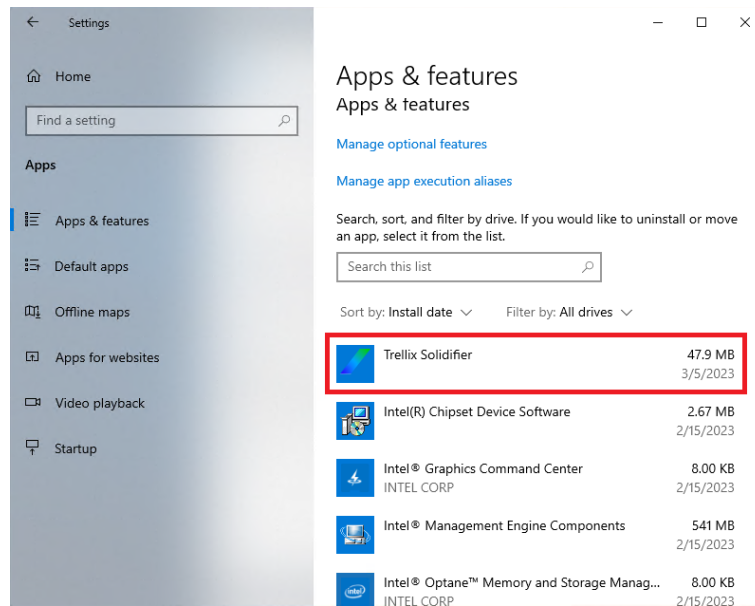 Settings
Home
Find a setting
Apps
Apps & features
Default apps
Offline maps
Apps for websites
Video playback
Startup
Apps & features
Apps & features
Manage optional features
Manage app execution aliases
Search, sort, and filter by drive. If you would like to uninstall or move
an app, select it from the list.
Search this list
Sort by: Install date Filter by: All drives
Trellix Solidifier 47.9 MB
3/5/2023
Intel(R) Chipset Device Software 2.67 MB
2/15/2023
Intel® Graphics Command Center 8.00 KB
INTEL CORP 2/15/2023
Intel® Management Engine Components 541 MB
2/15/2023
intel
Intel® Optane™ Memory and Storage Manag... 8.00 KB
INTEL CORP 2/15/2023